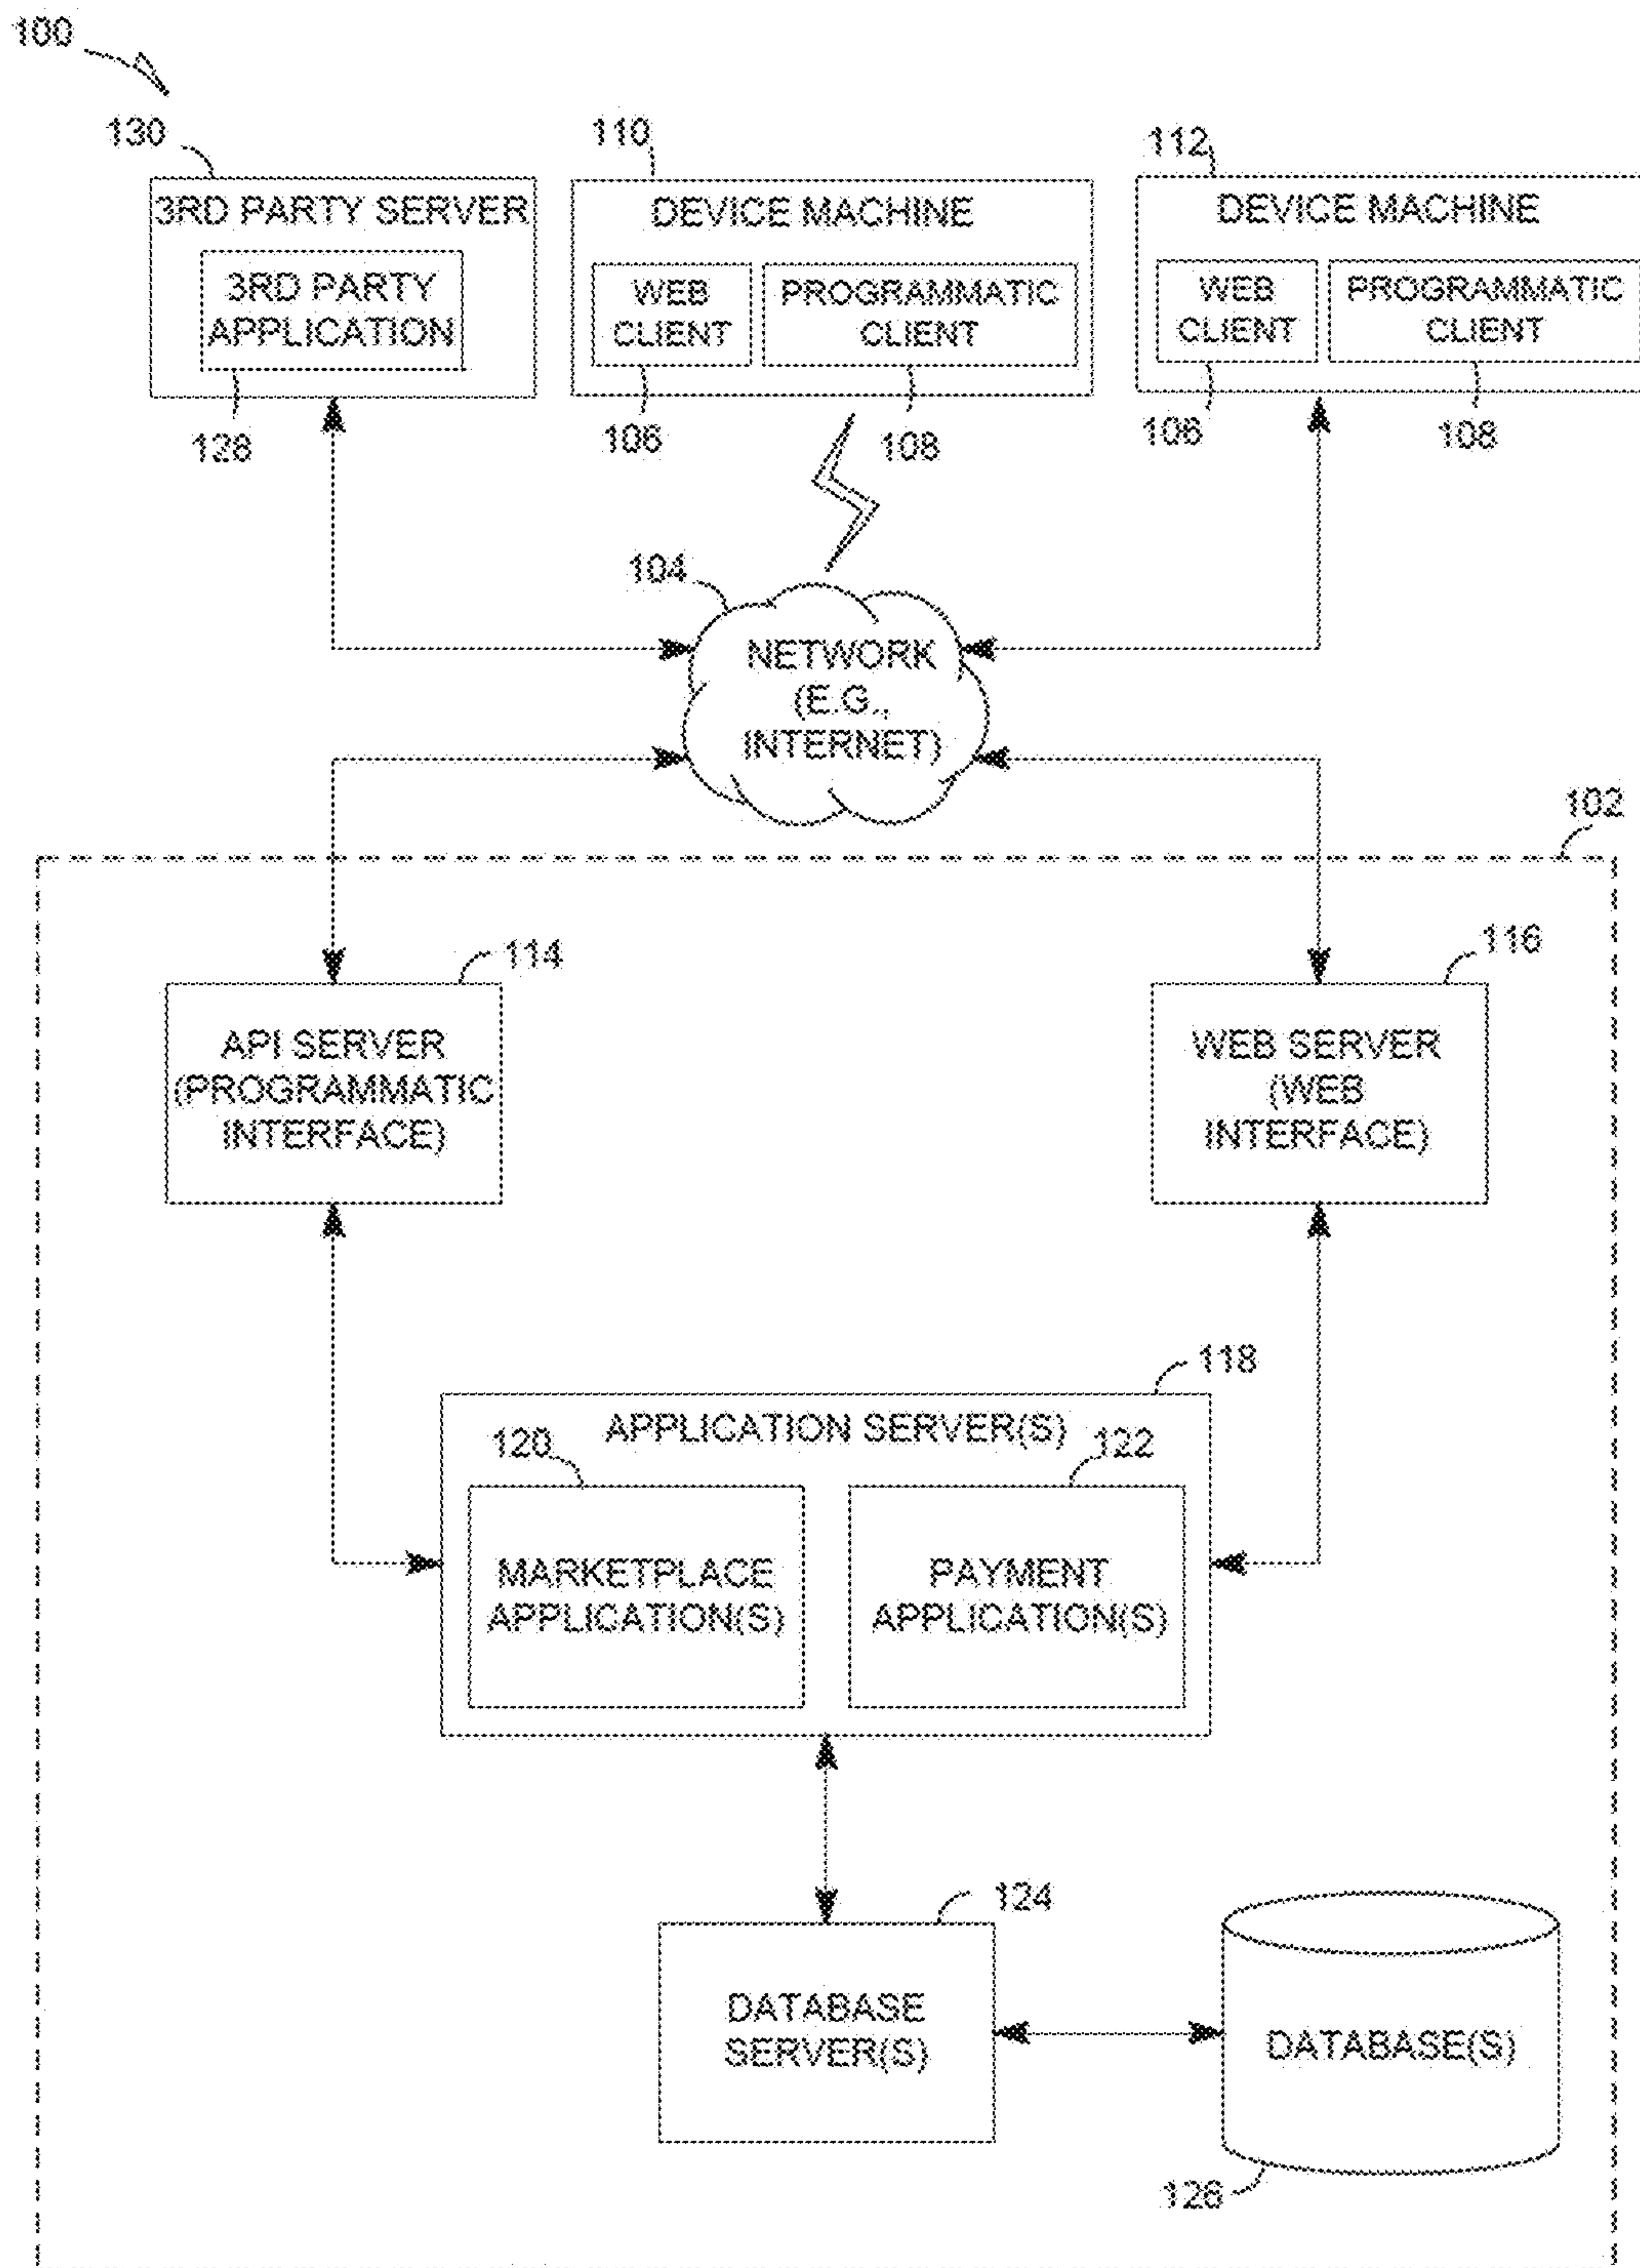 100
130
110
112
3RD PARTY SERVER
3RD PARTY
APPLICATION
128
DEVICE MACHINE
WEB
CLIENT
PROGRAMMATIC
CLIENT
106
108
DEVICE MACHINE
WEB
CLIENT
PROGRAMMATIC
CLIENT
106
108
104
NETWORK
(E.G.,
INTERNET)
102
114
API SERVER
(PROGRAMMATIC
INTERFACE)
116
WEB SERVER
(WEB
INTERFACE)
118
APPLICATION SERVER(S)
120
122
MARKETPLACE
APPLICATION(S)
PAYMENT
APPLICATION(S)
124
DATABASE
SERVER(S)
DATABASE(S)
126